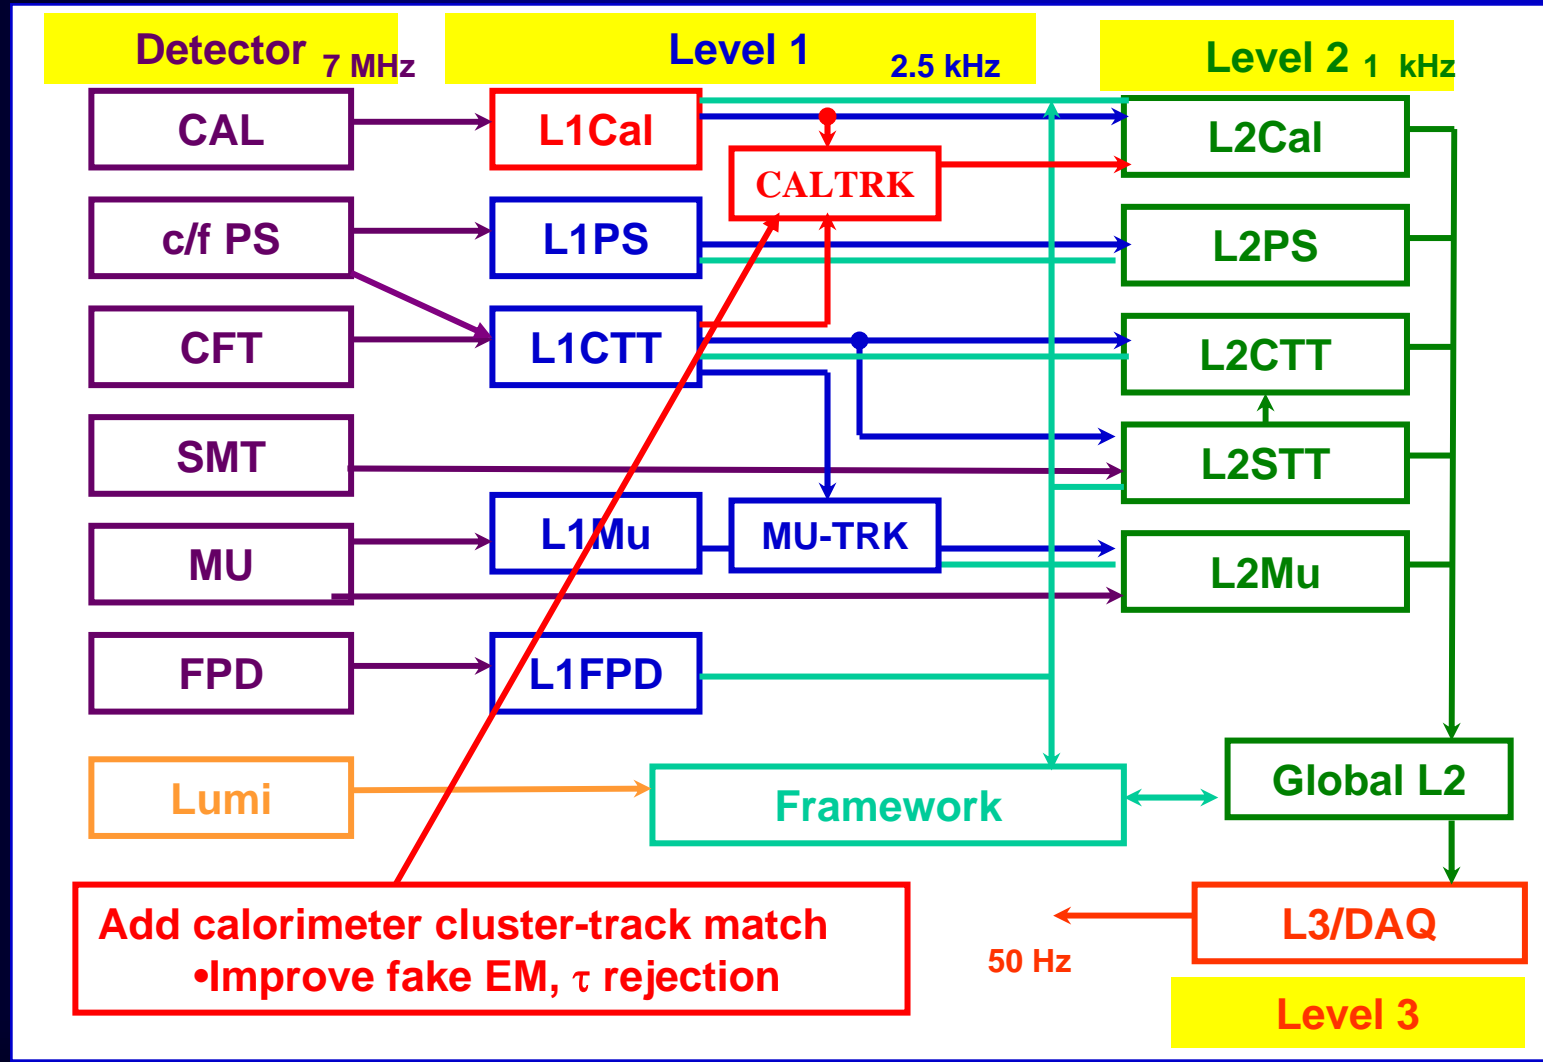 Detector 7 MHz
Level 1 2.5 kHz
Level 2 1 kHz
CAL
L1Cal
L2Cal
CALTRK
c/f PS
L1PS
L2PS
CFT
L1CTT
L2CTT
SMT
L2STT
MU
L1Mu
MU-TRK
L2Mu
FPD
L1FPD
Lumi
Framework
Global L2
Add calorimeter cluster-track match
•Improve fake EM, τ rejection
L3/DAQ
50 Hz
Level 3